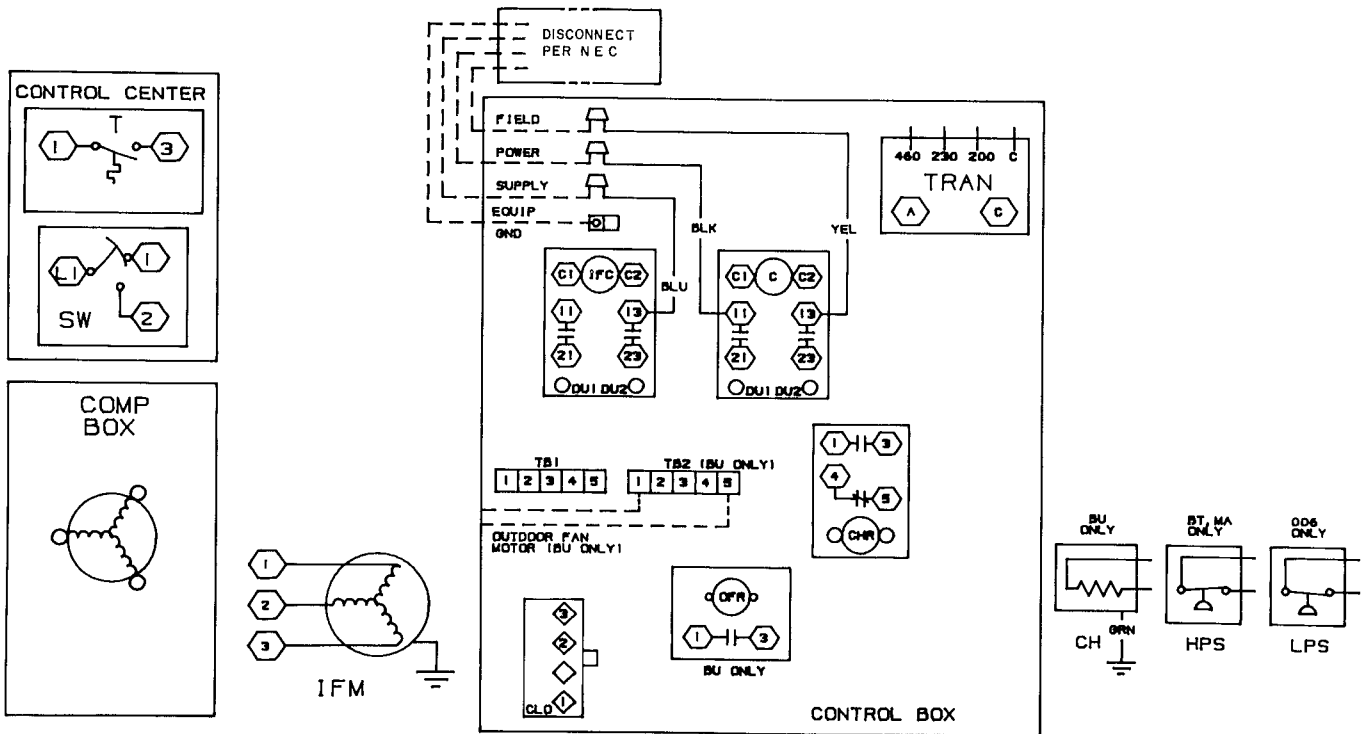 DISCONNECT
PER NEC
CONTROL CENTER
T
1 3
L1 1
SW 2
COMP
BOX
1
2
3
IFM
FIELD
POWER
SUPPLY
EQUIP
GND
BLK
YEL
BLU
460 230 200 C
TRAN
A C
C1 IFC C2
11 13
21 23
DU1 DU2
C1 C C2
11 13
21 23
DU1 DU2
TB1
1 2 3 4 5
TB2 (BU ONLY)
1 2 3 4 5
OUTDOOR FAN
MOTOR (BU ONLY)
1 3
4
5
CHR
OFR
1 3
BU ONLY
3
2
1
CLO
CONTROL BOX
BU
ONLY
GRN
CH
BT, MA
ONLY
HPS
006
ONLY
LPS